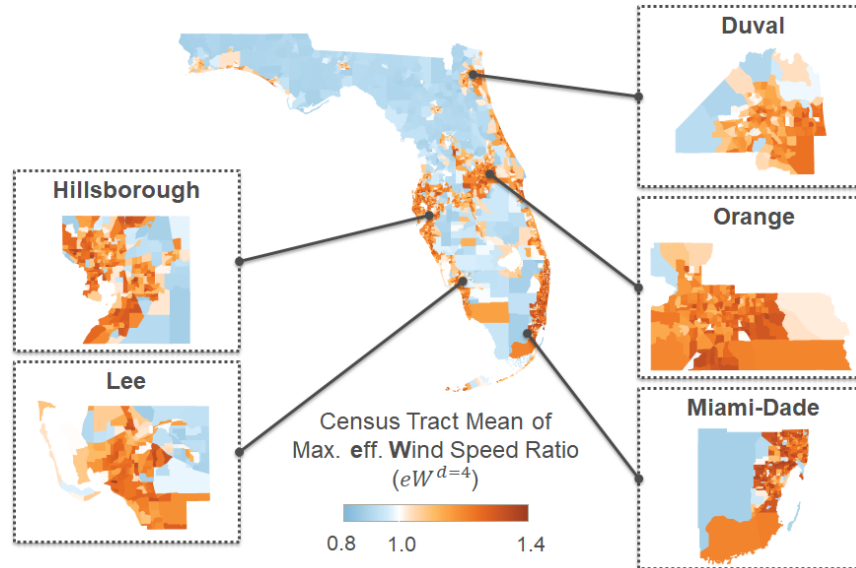 Duval
Hillsborough
Orange
Lee
Miami-Dade
Census Tract Mean of
Max. eff. Wind Speed Ratio
(eW^{d=4})
0.8 1.0 1.4